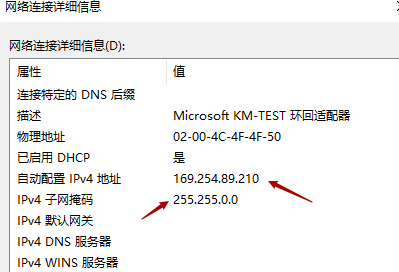 网络连接详细信息
网络连接详细信息(D):
属性 值
连接特定的 DNS 后缀
描述 Microsoft KM-TEST 环回适配器
物理地址 02-00-4C-4F-4F-50
已启用 DHCP 是
自动配置 IPv4 地址 169.254.89.210
IPv4 子网掩码 255.255.0.0
IPv4 默认网关
IPv4 DNS 服务器
IPv4 WINS 服务器